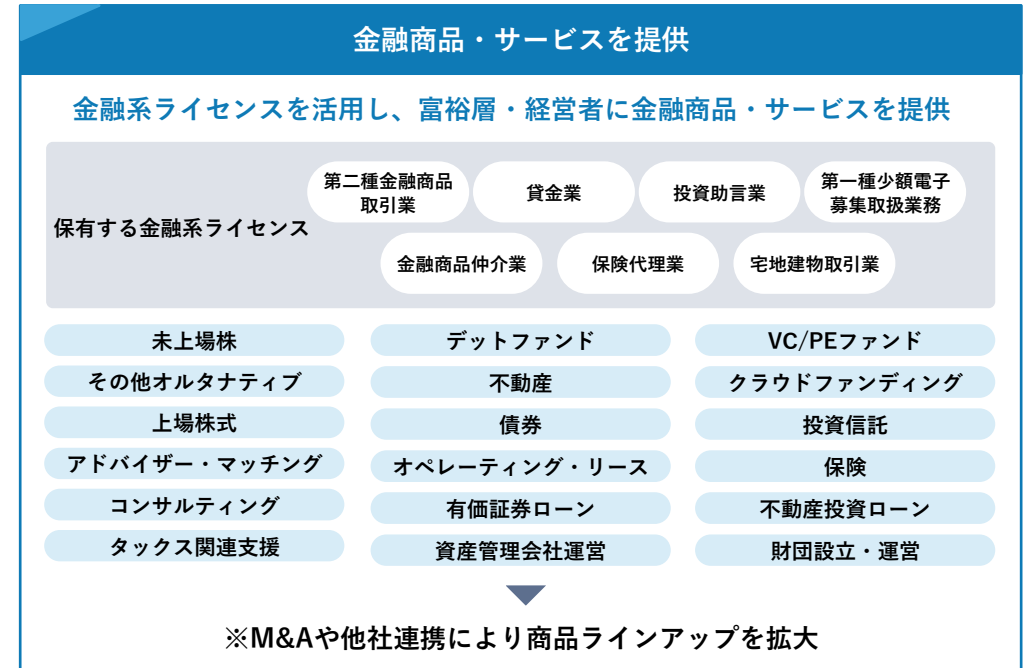 金融商品・サービスを提供
金融系ライセンスを活用し、富裕層・経営者に金融商品・サービスを提供
保有する金融系ライセンス
第二種金融商品
取引業
貸金業
投資助言業
第一種少額電子
募集取扱業務
金融商品仲介業
保険代理業
宅地建物取引業
未上場株
デットファンド
VC/PEファンド
その他オルタナティブ
不動産
クラウドファンディング
上場株式
債券
投資信託
アドバイザー・マッチング
オペレーティング・リース
保険
コンサルティング
有価証券ローン
不動産投資ローン
タックス関連支援
資産管理会社運営
財団設立・運営
※M&Aや他社連携により商品ラインアップを拡大